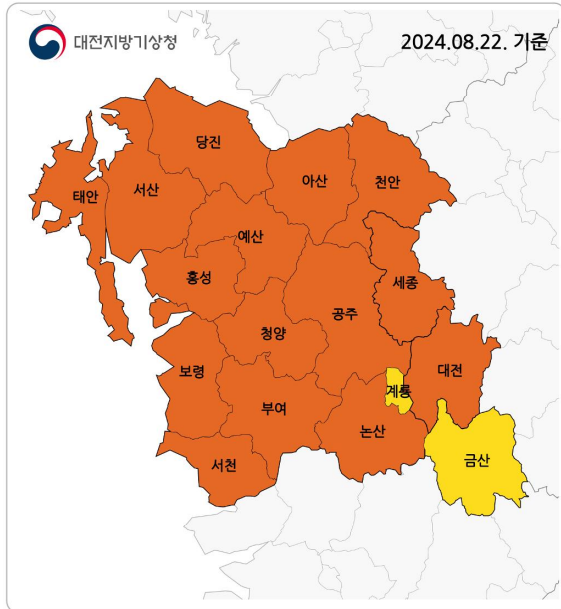 대전지방기상청
2024.08.22. 기준
당진
아산
천안
태안
서산
예산
홍성
세종
공주
청양
보령
대전
계룡
부여
논산
서천
금산